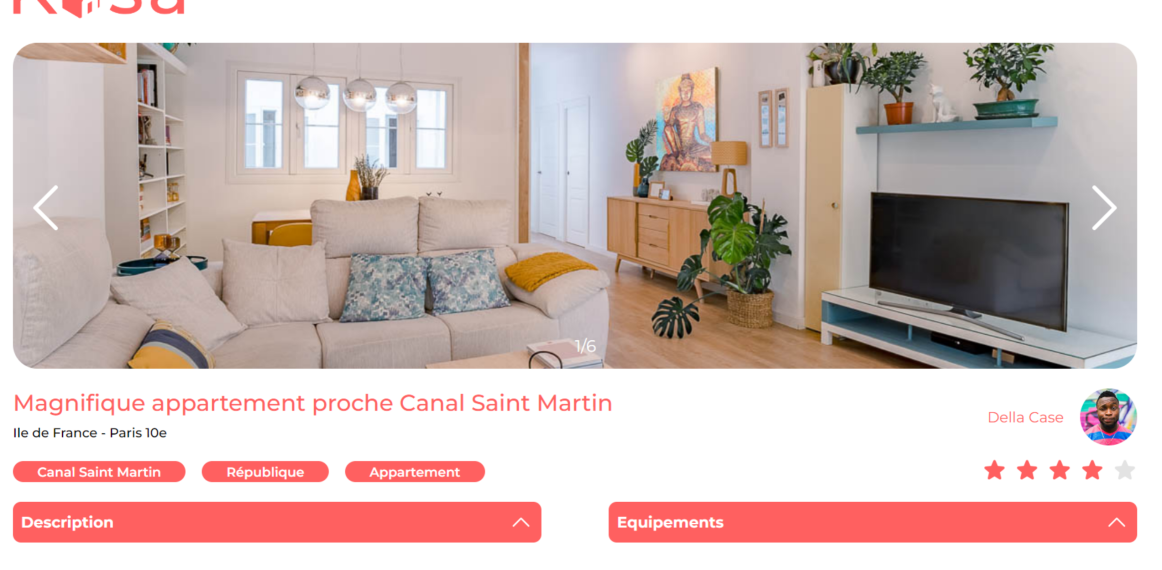 Kasa
1/6
Magnifique appartement proche Canal Saint Martin
Ile de France - Paris 10e
Della Case
Canal Saint Martin
République
Appartement
Description
Equipements